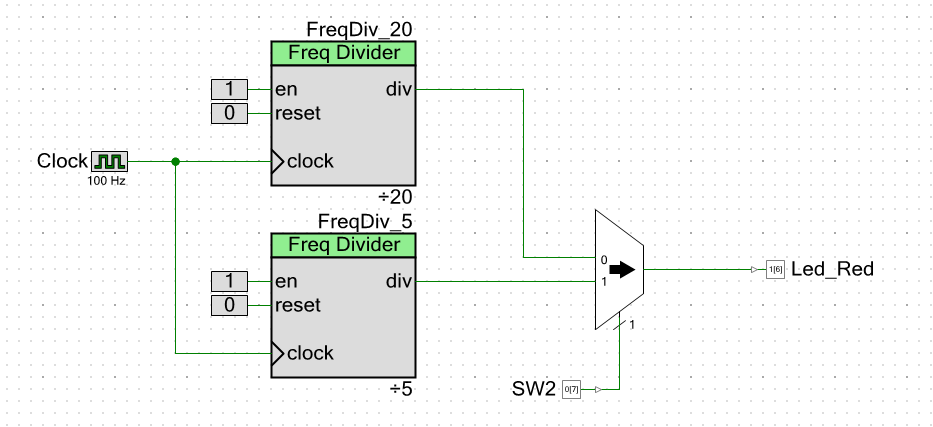 FreqDiv_20
Freq Divider
1 en div
0 reset
Clock
100 Hz
clock
÷20
FreqDiv_5
Freq Divider
1 en div
0 reset
clock
÷5
0
1
1
1[6] Led_Red
SW2 0[7]